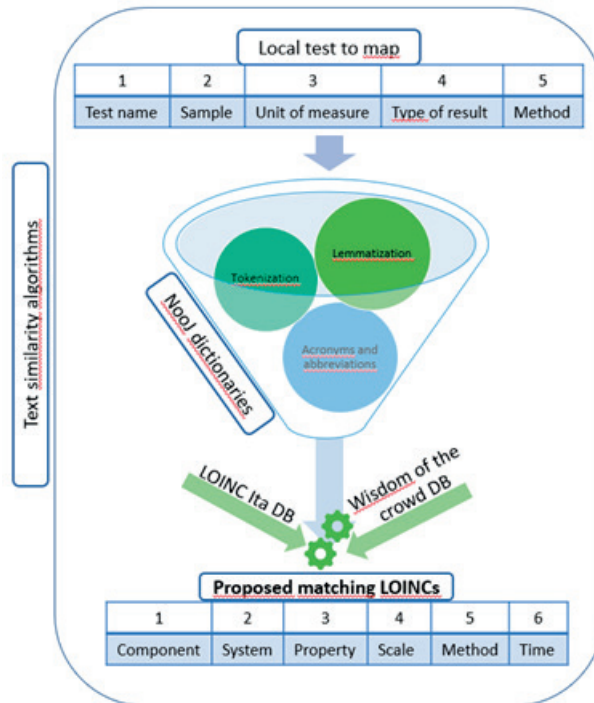 Local test to map
1 2 3 4 5
Test name Sample Unit of measure Type of result Method
Text similarity algorithms
NooJ dictionaries
Lemmatization
Tokenization
Acronyms and
abbreviations
LOINC Ita DB
Wisdom of the
crowd DB
Proposed matching LOINCs
1 2 3 4 5 6
Component System Property Scale Method Time